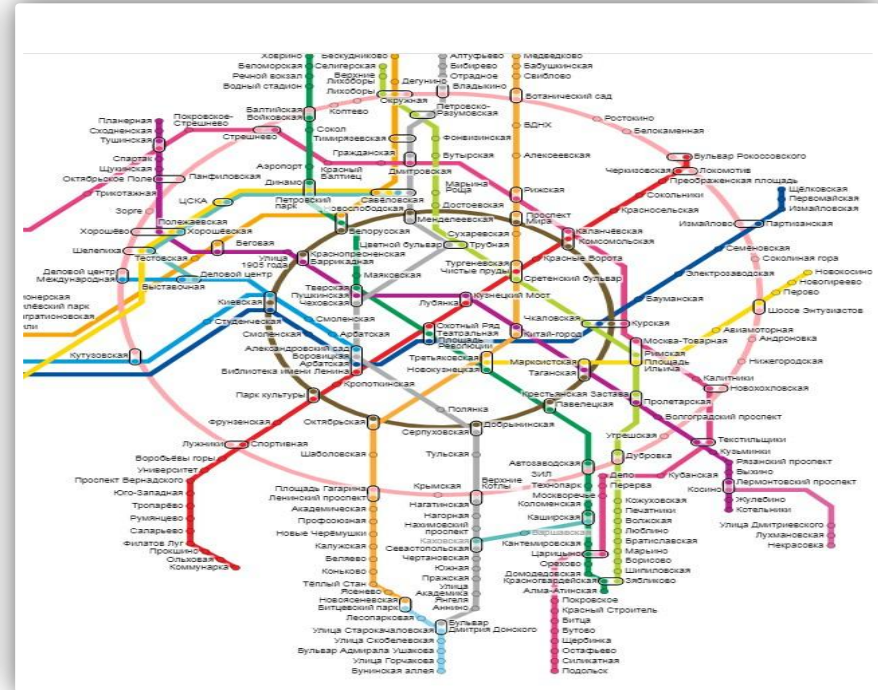 Ховрино
Беломорская
Речной вокзал
Водный стадион
Бескудниково
Селигерская
Верхние
Лихоборы
Дегунино
Лихоборы
Окружная
Алтуфьево
Бибирево
Отрадное
Владыкино
Петровско-
Разумовская
Медведково
Бабушкинская
Свиблово
Ботанический сад
Ростокино
Белокаменная
Планерная
Сходненская
Тушинская
Спартак
Щукинская
Октябрьское Поле
Покровское-
Стрешнево
Стрешнево
Панфиловская
Трикотажная
Зорге
Балтийская
Войковская
Коптево
Сокол
Аэропорт
Динамо
Петровский
парк
Красный
Балтиец
Гражданская
Тимирязевская
Дмитровская
Фонвизинская
Бутырская
Марьина
Роща
Достоевская
ВДНХ
Алексеевская
Рижская
Проспект
Мира
Бульвар Рокоссовского
Черкизовская
Локомотив
Преображенская площадь
Сокольники
Красносельская
Щёлковская
Первомайская
Измайловская
Измайлово
Партизанская
Семёновская
Электрозаводская
Бауманская
ЦСКА
Полежаевская
Хорошёво
Хорошёвская
Шелепиха
Тестовская
Беговая
Улица
1905 года
Деловой центр
Международная
Деловой центр
Выставочная
Савёловская
Новослободская
Менделеевская
Белорусская
Цветной бульвар
Трубная
Сухаревская
Краснопресненская
Баррикадная
Маяковская
Тургеневская
Чистые пруды
Сретенский бульвар
Каланчёвская
Комсомольская
Красные Ворота
Соколиная гора
Новокосино
Новогиреево
Перово
Шоссе Энтузиастов
Авиамоторная
Андроновка
Нижегородская
Киевская
Студенческая
Смоленская
Смоленская
Арбатская
Тверская
Пушкинская
Чеховская
Лубянка
Кузнецкий Мост
Охотный Ряд
Театральная
Площадь
Революции
Китай-город
Чкаловская
Курская
Москва-Товарная
Римская
Площадь
Ильича
Кутузовская
Александровский сад
Боровицкая
Арбатская
Библиотека имени Ленина
Кропоткинская
Третьяковская
Новокузнецкая
Марксистская
Таганская
Крестьянская Застава
Пролетарская
Калитники
Новохохловская
Волгоградский проспект
Текстильщики
Кузьминки
Рязанский проспект
Выхино
Лермонтовский проспект
Косино
Жулебино
Котельники
Улица Дмитриевского
Лухмановская
Некрасовка
Парк культуры
Фрунзенская
Лужники
Спортивная
Воробьёвы горы
Университет
Проспект Вернадского
Юго-Западная
Тропарёво
Румянцево
Саларьево
Филатов Луг
Прокшино
Ольховая
Коммунарка
Октябрьская
Шаболовская
Площадь Гагарина
Ленинский проспект
Академическая
Профсоюзная
Новые Черёмушки
Калужская
Беляево
Коньково
Тёплый Стан
Ясенево
Новоясеневская
Битцевский парк
Лесопарковая
Улица Старокачаловская
Улица Скобелевская
Бульвар Адмирала Ушакова
Улица Горчакова
Бунинская аллея
Полянка
Добрынинская
Серпуховская
Тульская
Крымская
Верхние
Котлы
Нагатинская
Нагорная
Нахимовский
проспект
Каховская
Севастопольская
Чертановская
Южная
Пражская
Улица
Академика
Янгеля
Аннино
Бульвар
Дмитрия Донского
Павелецкая
Автозаводская
ЗИЛ
Технопарк
Москворечье
Коломенская
Каширская
Варшавская
Кантемировская
Царицыно
Орехово
Домодедовская
Красногвардейская
Алма-Атинская
Угрешская
Дубровка
Депо
Перерва
Кубанская
Кожуховская
Печатники
Волжская
Люблино
Братиславская
Марьино
Борисово
Шипиловская
Зябликово
Покровское
Красный Строитель
Битца
Бутово
Щербинка
Остафьево
Силикатная
Подольск